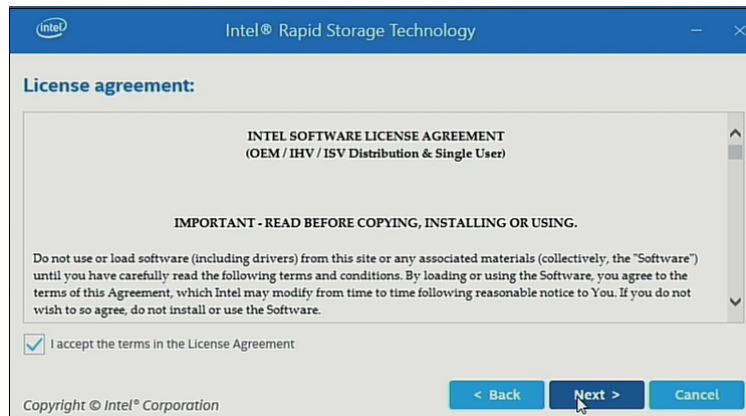 intel
Intel® Rapid Storage Technology
License agreement:
INTEL SOFTWARE LICENSE AGREEMENT
(OEM / IHV / ISV Distribution & Single User)
IMPORTANT - READ BEFORE COPYING, INSTALLING OR USING.
Do not use or load software (including drivers) from this site or any associated materials (collectively, the "Software")
until you have carefully read the following terms and conditions. By loading or using the Software, you agree to the
terms of this Agreement, which Intel may modify from time to time following reasonable notice to You. If you do not
wish to so agree, do not install or use the Software.
I accept the terms in the License Agreement
Copyright © Intel® Corporation
< Back
Next >
Cancel